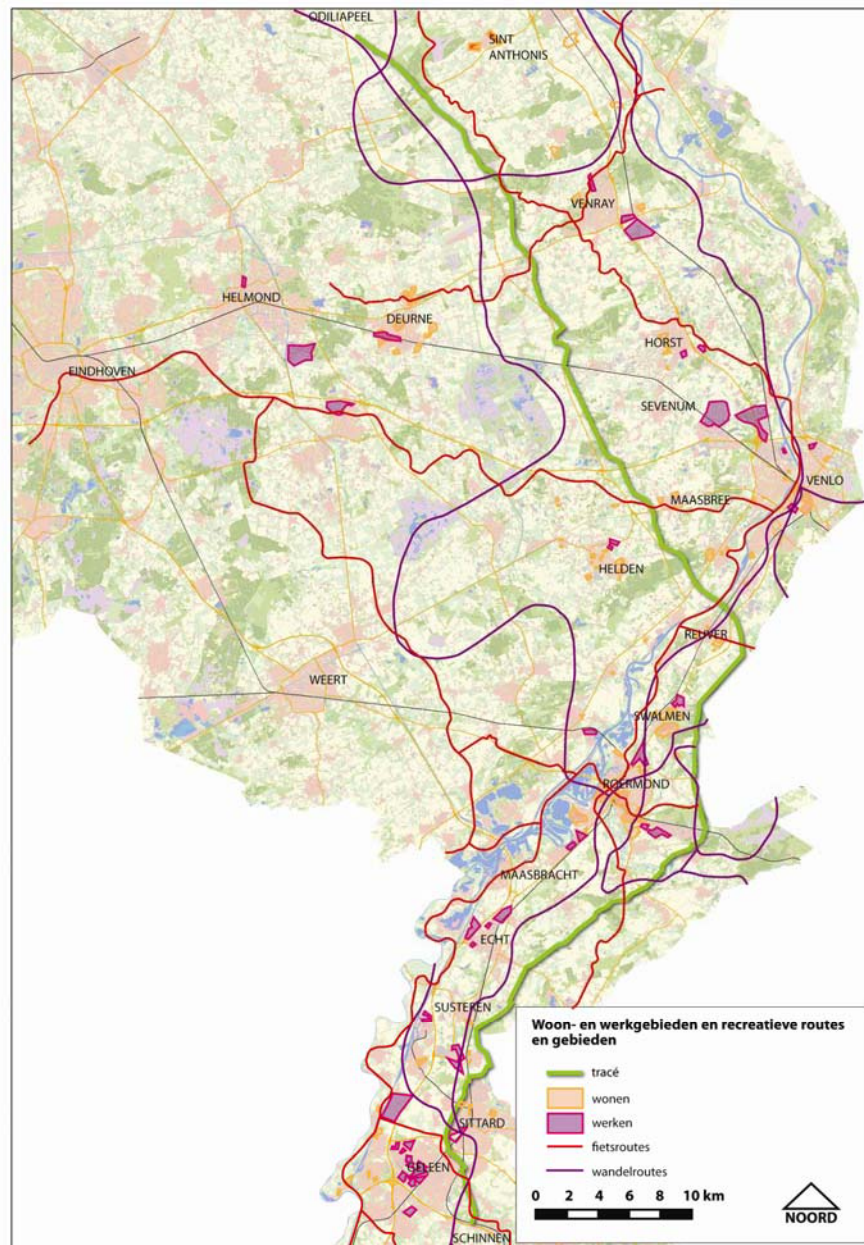 ODILIAPEEL
SINT
ANTHONIS
VENRAY
HELMOND
DEURNE
HORST
EINDHOVEN
SEVENUM
VENLO
MAASBREE
HELDEN
REUVER
WEERT
SWALMEN
ROERMOND
MAASBRACHT
ECHT
SUSTEREN
SITTARD
GELEEN
SCHINNEN
Woon- en werkgebieden en recreatieve routes
en gebieden
tracé
wonen
werken
fietsroutes
wandelroutes
0 2 4 6 8 10 km
NOORD